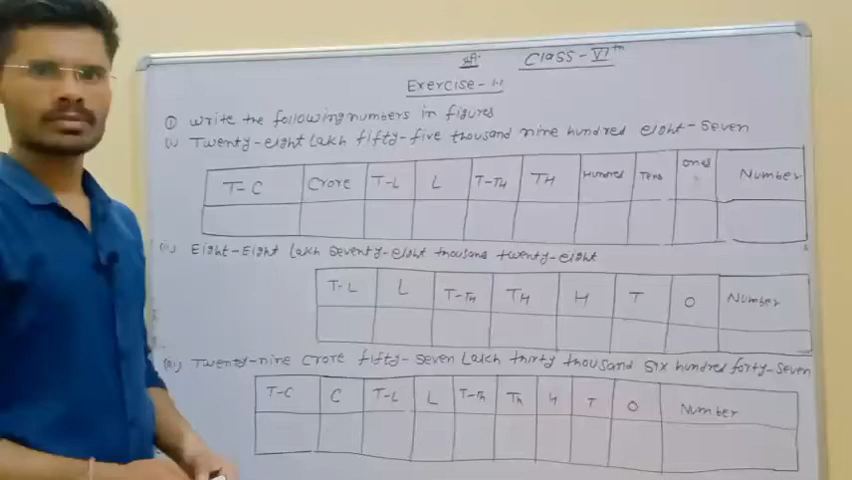 Class - VIth
Exercise - 1.1
① Write the following numbers in figures
(i) Twenty-eight lakh fifty-five thousand nine hundred eight-seven
T-C Crore T-L L T-TH TH Hundred Tens Ones Number
(ii) Eight-Eight lakh seventy-eight thousand twenty-eight
T-L L T-TH TH H T O Number
(iii) Twenty-nine crore fifty-seven Lakh thirty thousand six hundred forty-seven
T-C C T-L L T-Th Th H T O Number